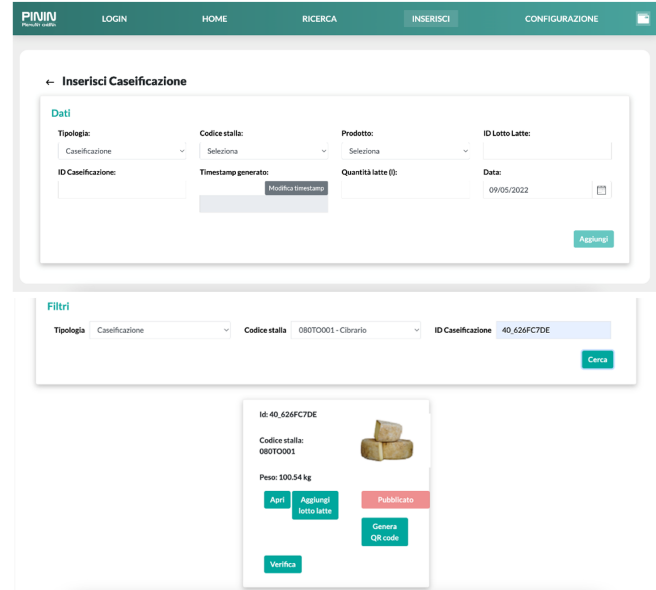 PININ
LOGIN HOME RICERCA INSERISCI CONFIGURAZIONE
← Inserisci Caseificazione
Dati
Tipologia: Codice stalla: Prodotto: ID Lotto Latte:
Caseificazione Seleziona Seleziona
ID Caseificazione: Timestamp generato: Quantità latte (l): Data:
Modifica timestamp
09/05/2022
Aggiungi
Filtri
Tipologia Caseificazione Codice stalla 080TO001 - Cibrario ID Caseificazione 40_626FC7DE
Cerca
Id: 40_626FC7DE
Codice stalla:
080TO001
Peso: 100.54 kg
Apri Aggiungi lotto latte Pubblicato
Genera
QR code
Verifica